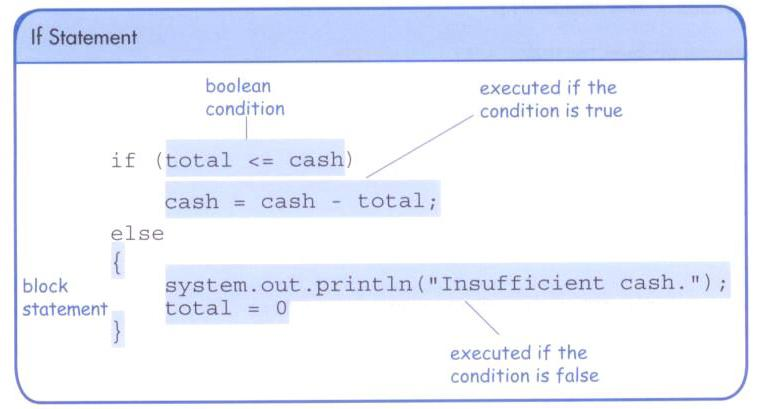 If Statement
boolean
condition
executed if the
condition is true
if (total <= cash)
cash = cash - total;
else
{
block
statement
system.out.println("Insufficient cash.");
total = 0
}
executed if the
condition is false